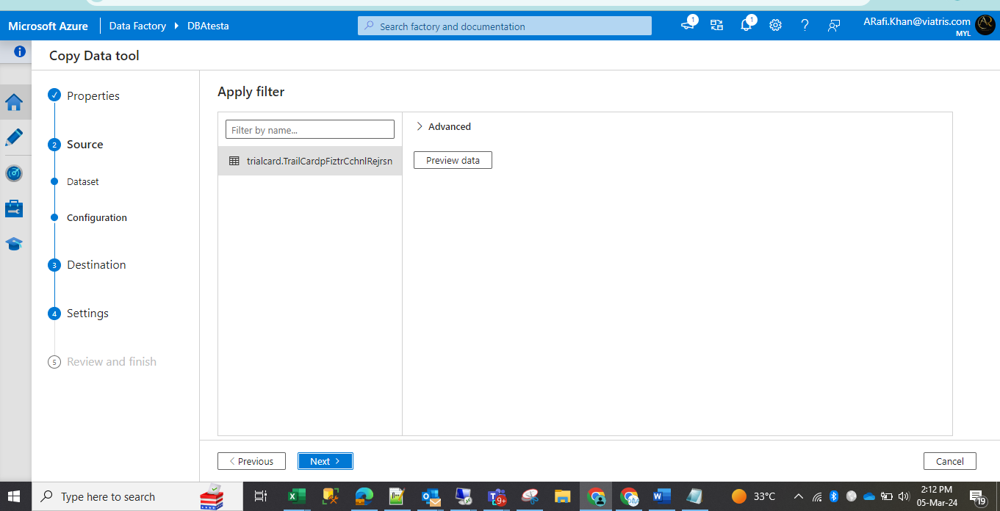 Microsoft Azure
Data Factory
DBAtesta
Search factory and documentation
1
1
ARafi.Khan@viatris.com
MYL
Copy Data tool
Properties
2
Source
Dataset
Configuration
3
Destination
4
Settings
5
Review and finish
Apply filter
Filter by name...
trialcard.TrailCardpFiztrCchnlRejrsn
Advanced
Preview data
Previous
Next
Cancel
Type here to search
9+
33°C
2:12 PM
05-Mar-24
19